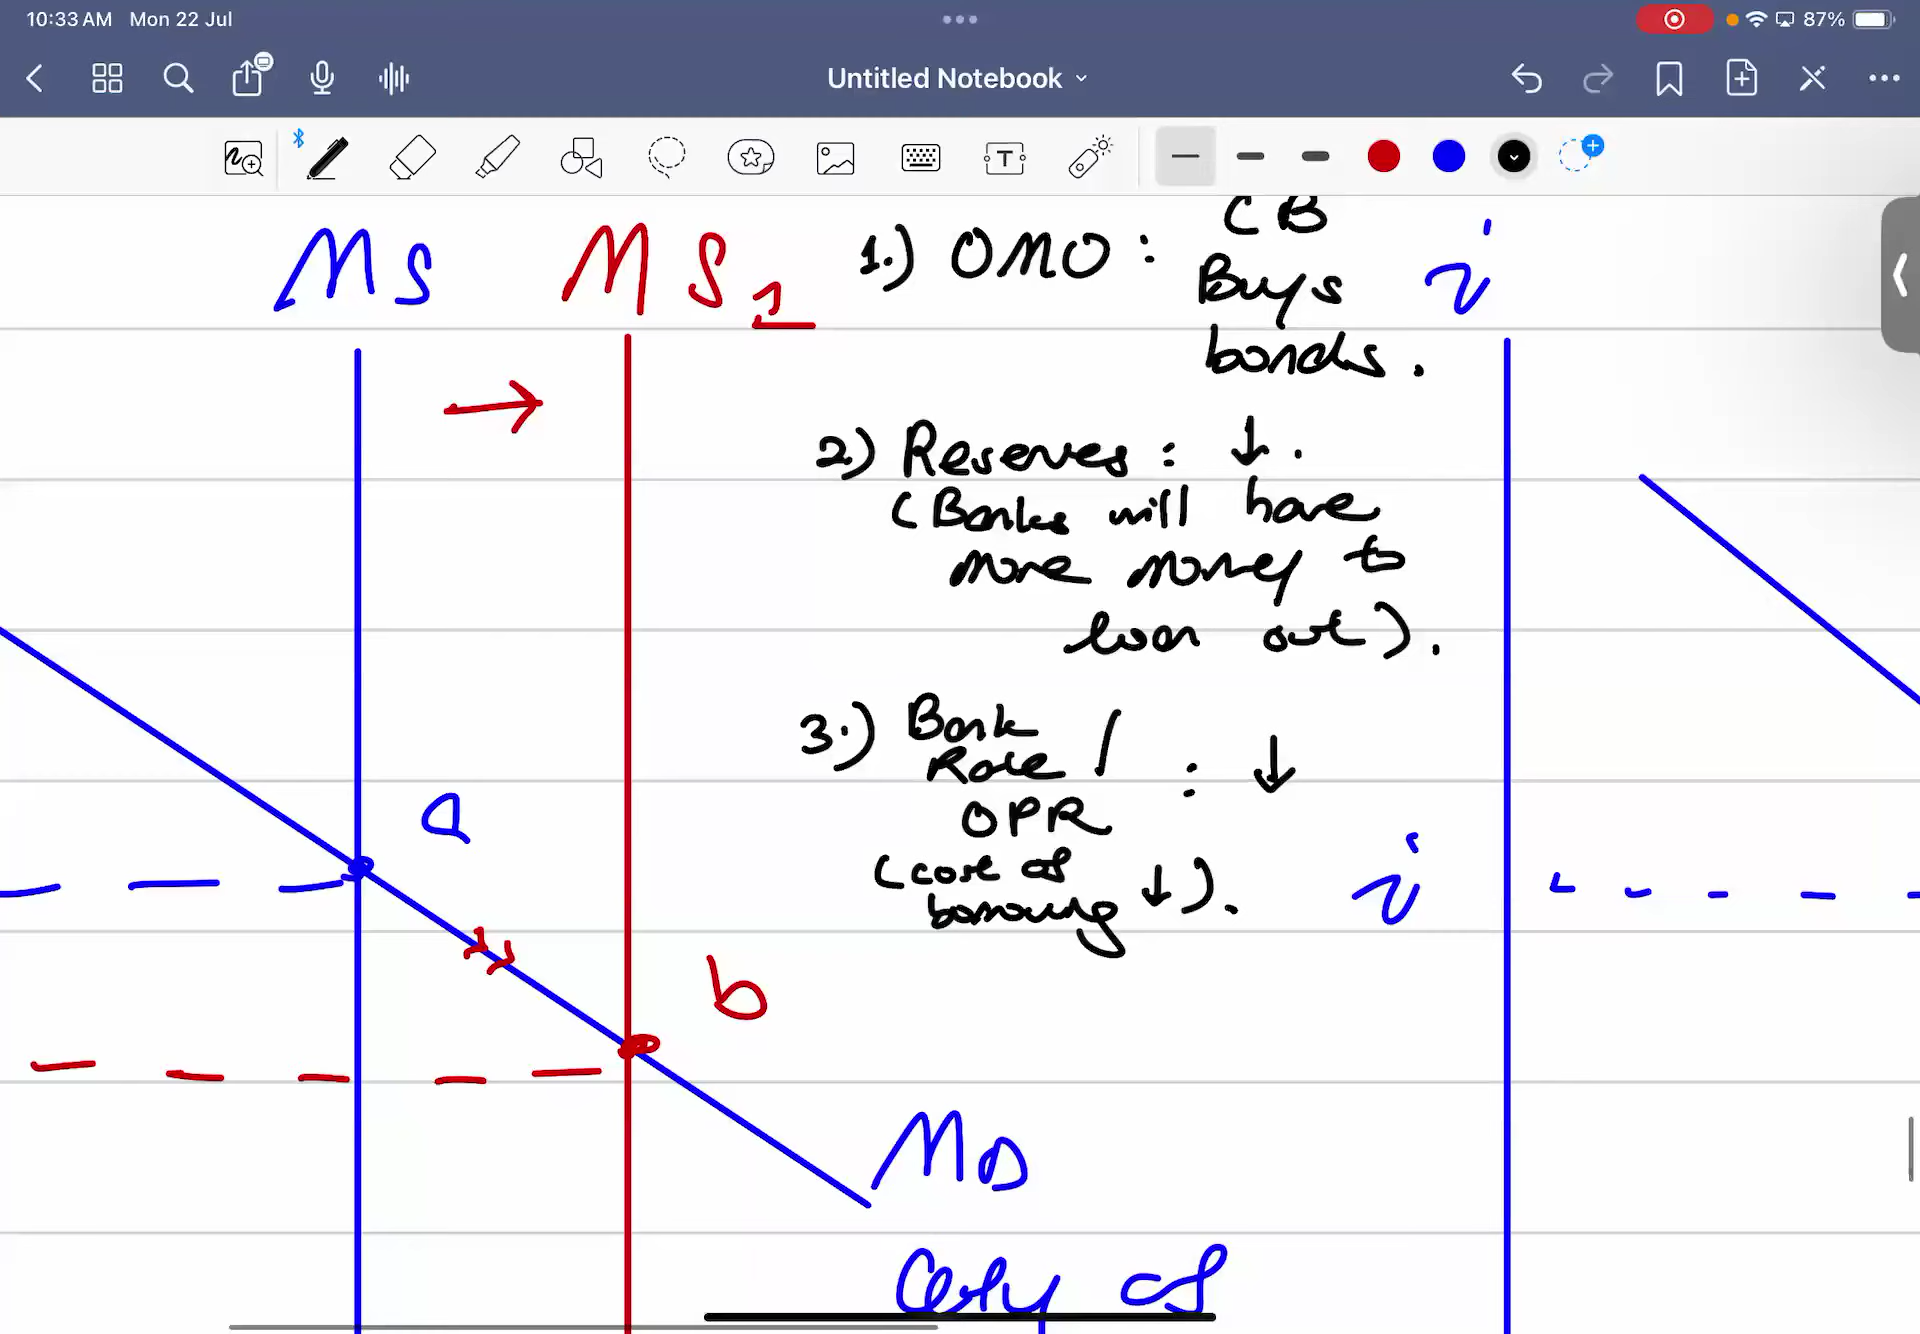 10:33 AM Mon 22 Jul
87%
Untitled Notebook
T
MS
MS1
1.) OMO : CB
Buys
bonds.
2) Reserves : ↓.
(Banks will have
more money to
loan out).
3.) Bank
Rate /
OPR : ↓
(cost of
borrowing ↓).
i
i
a
b
MD
Qty of